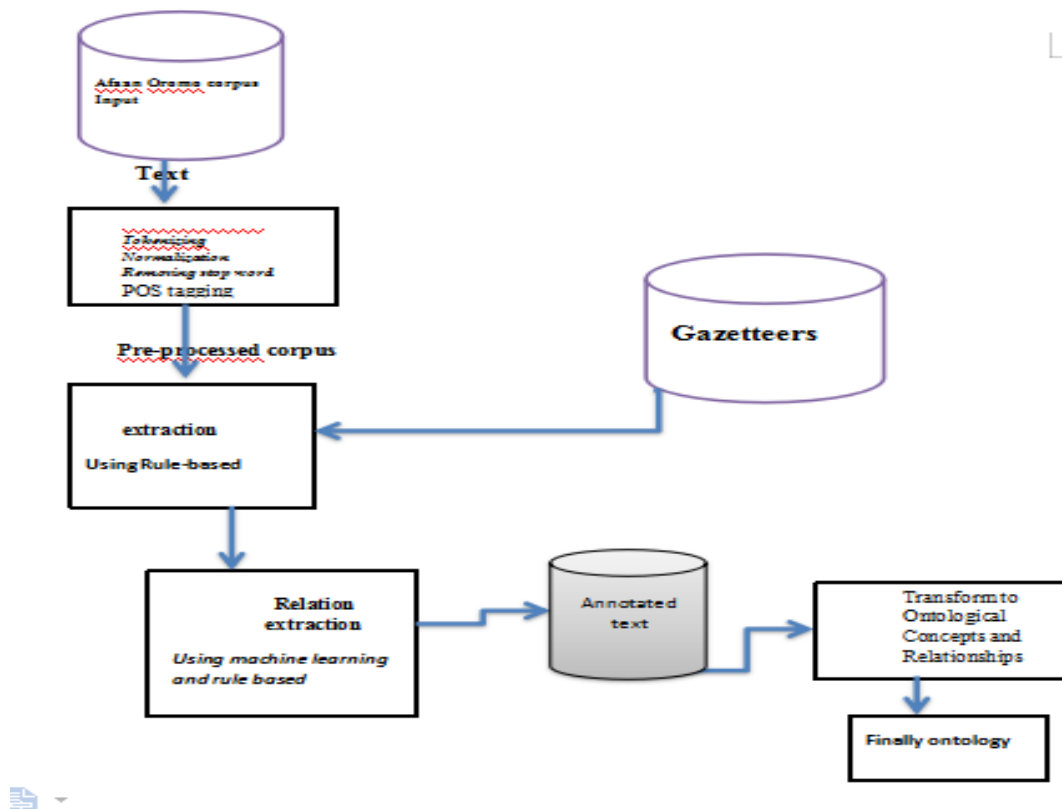 Afaan Oromo corpus
Input
Text
Tokenizing
Normalization
Removing stop word
POS tagging
Pre-processed corpus
Gazetteers
extraction
Using Rule-based
Relation
extraction
Using machine learning
and rule based
Annotated
text
Transform to
Ontological
Concepts and
Relationships
Finally ontology